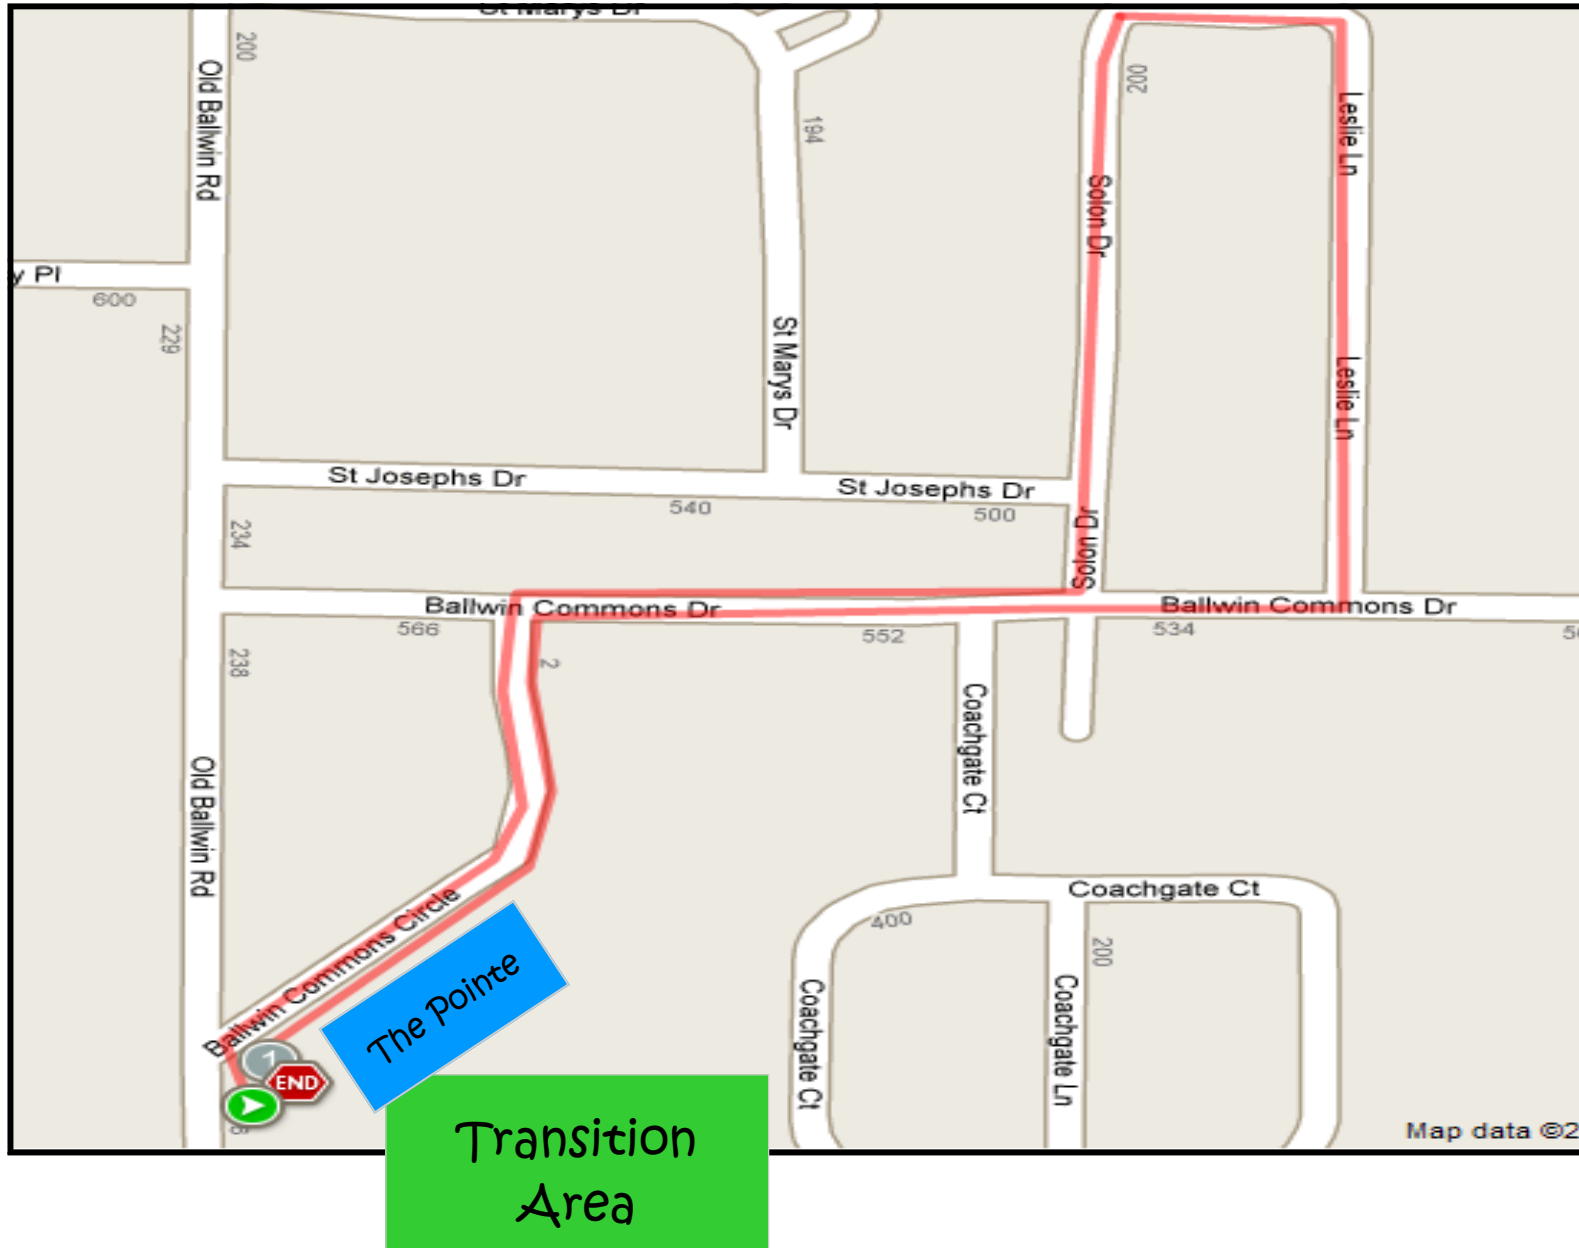 St Marys Dr
200
Old Ballwin Rd
194
200
Leslie Ln
Solon Dr
y Pl
600
229
St Marys Dr
Leslie Ln
St Josephs Dr
St Josephs Dr
540
500
234
Solon Dr
Ballwin Commons Dr
Ballwin Commons Dr
566
552
534
238
2
Coachgate Ct
Old Ballwin Rd
Coachgate Ct
400
200
Ballwin Commons Circle
The Pointe
Coachgate Ct
Coachgate Ln
1
END
Transition
Area
Map data ©2